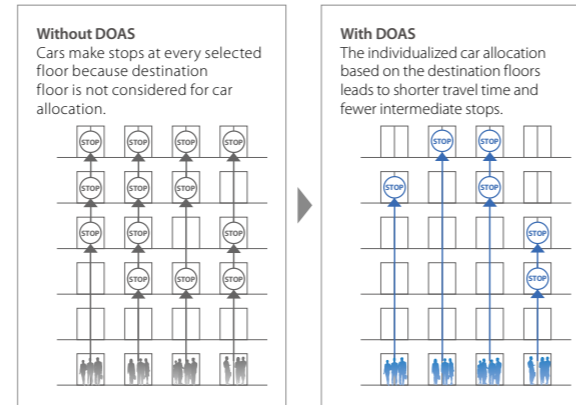 Without DOAS
Cars make stops at every selected
floor because destination
floor is not considered for car
allocation.
STOP STOP STOP STOP
STOP STOP STOP
STOP STOP STOP
STOP STOP STOP
With DOAS
The individualized car allocation
based on the destination floors
leads to shorter travel time and
fewer intermediate stops.
STOP STOP
STOP STOP
STOP
STOP